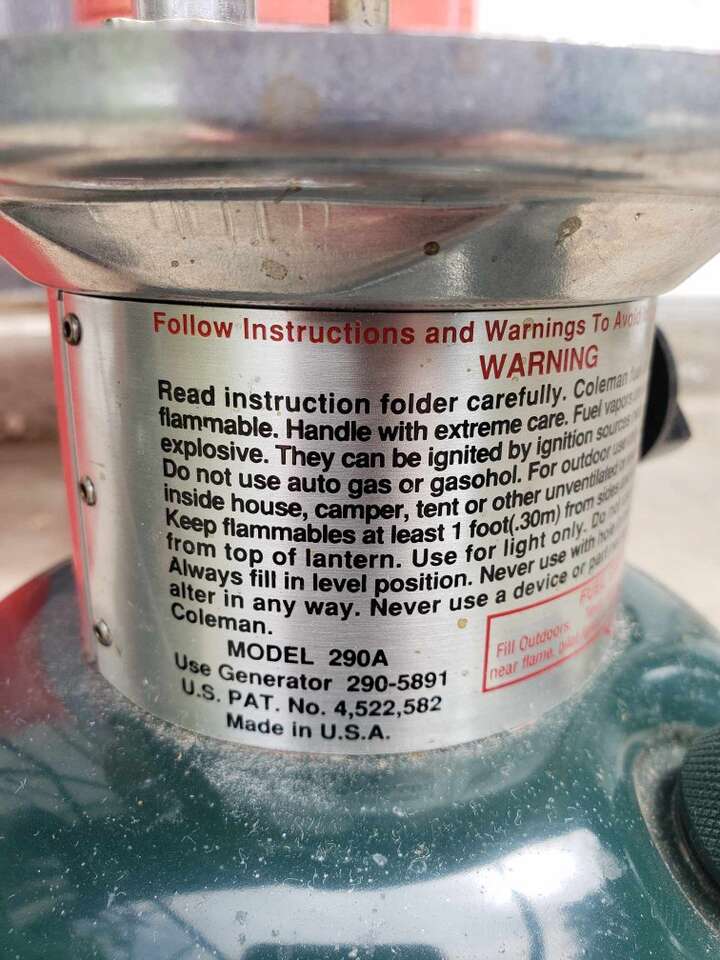 Follow Instructions and Warnings To Avoid
WARNING
Read instruction folder carefully. Coleman fuel
flammable. Handle with extreme care. Fuel vapors
explosive. They can be ignited by ignition sources
Do not use auto gas or gasohol. For outdoor use
inside house, camper, tent or other unventilated or
Keep flammables at least 1 foot(.30m) from sides
from top of lantern. Use for light only. Do
Always fill in level position. Never use with
alter in any way. Never use a device or
Coleman.
MODEL 290A
Use Generator 290-5891
U.S. PAT. No. 4,522,582
Made in U.S.A.
Fill Outdoors.
near flame,